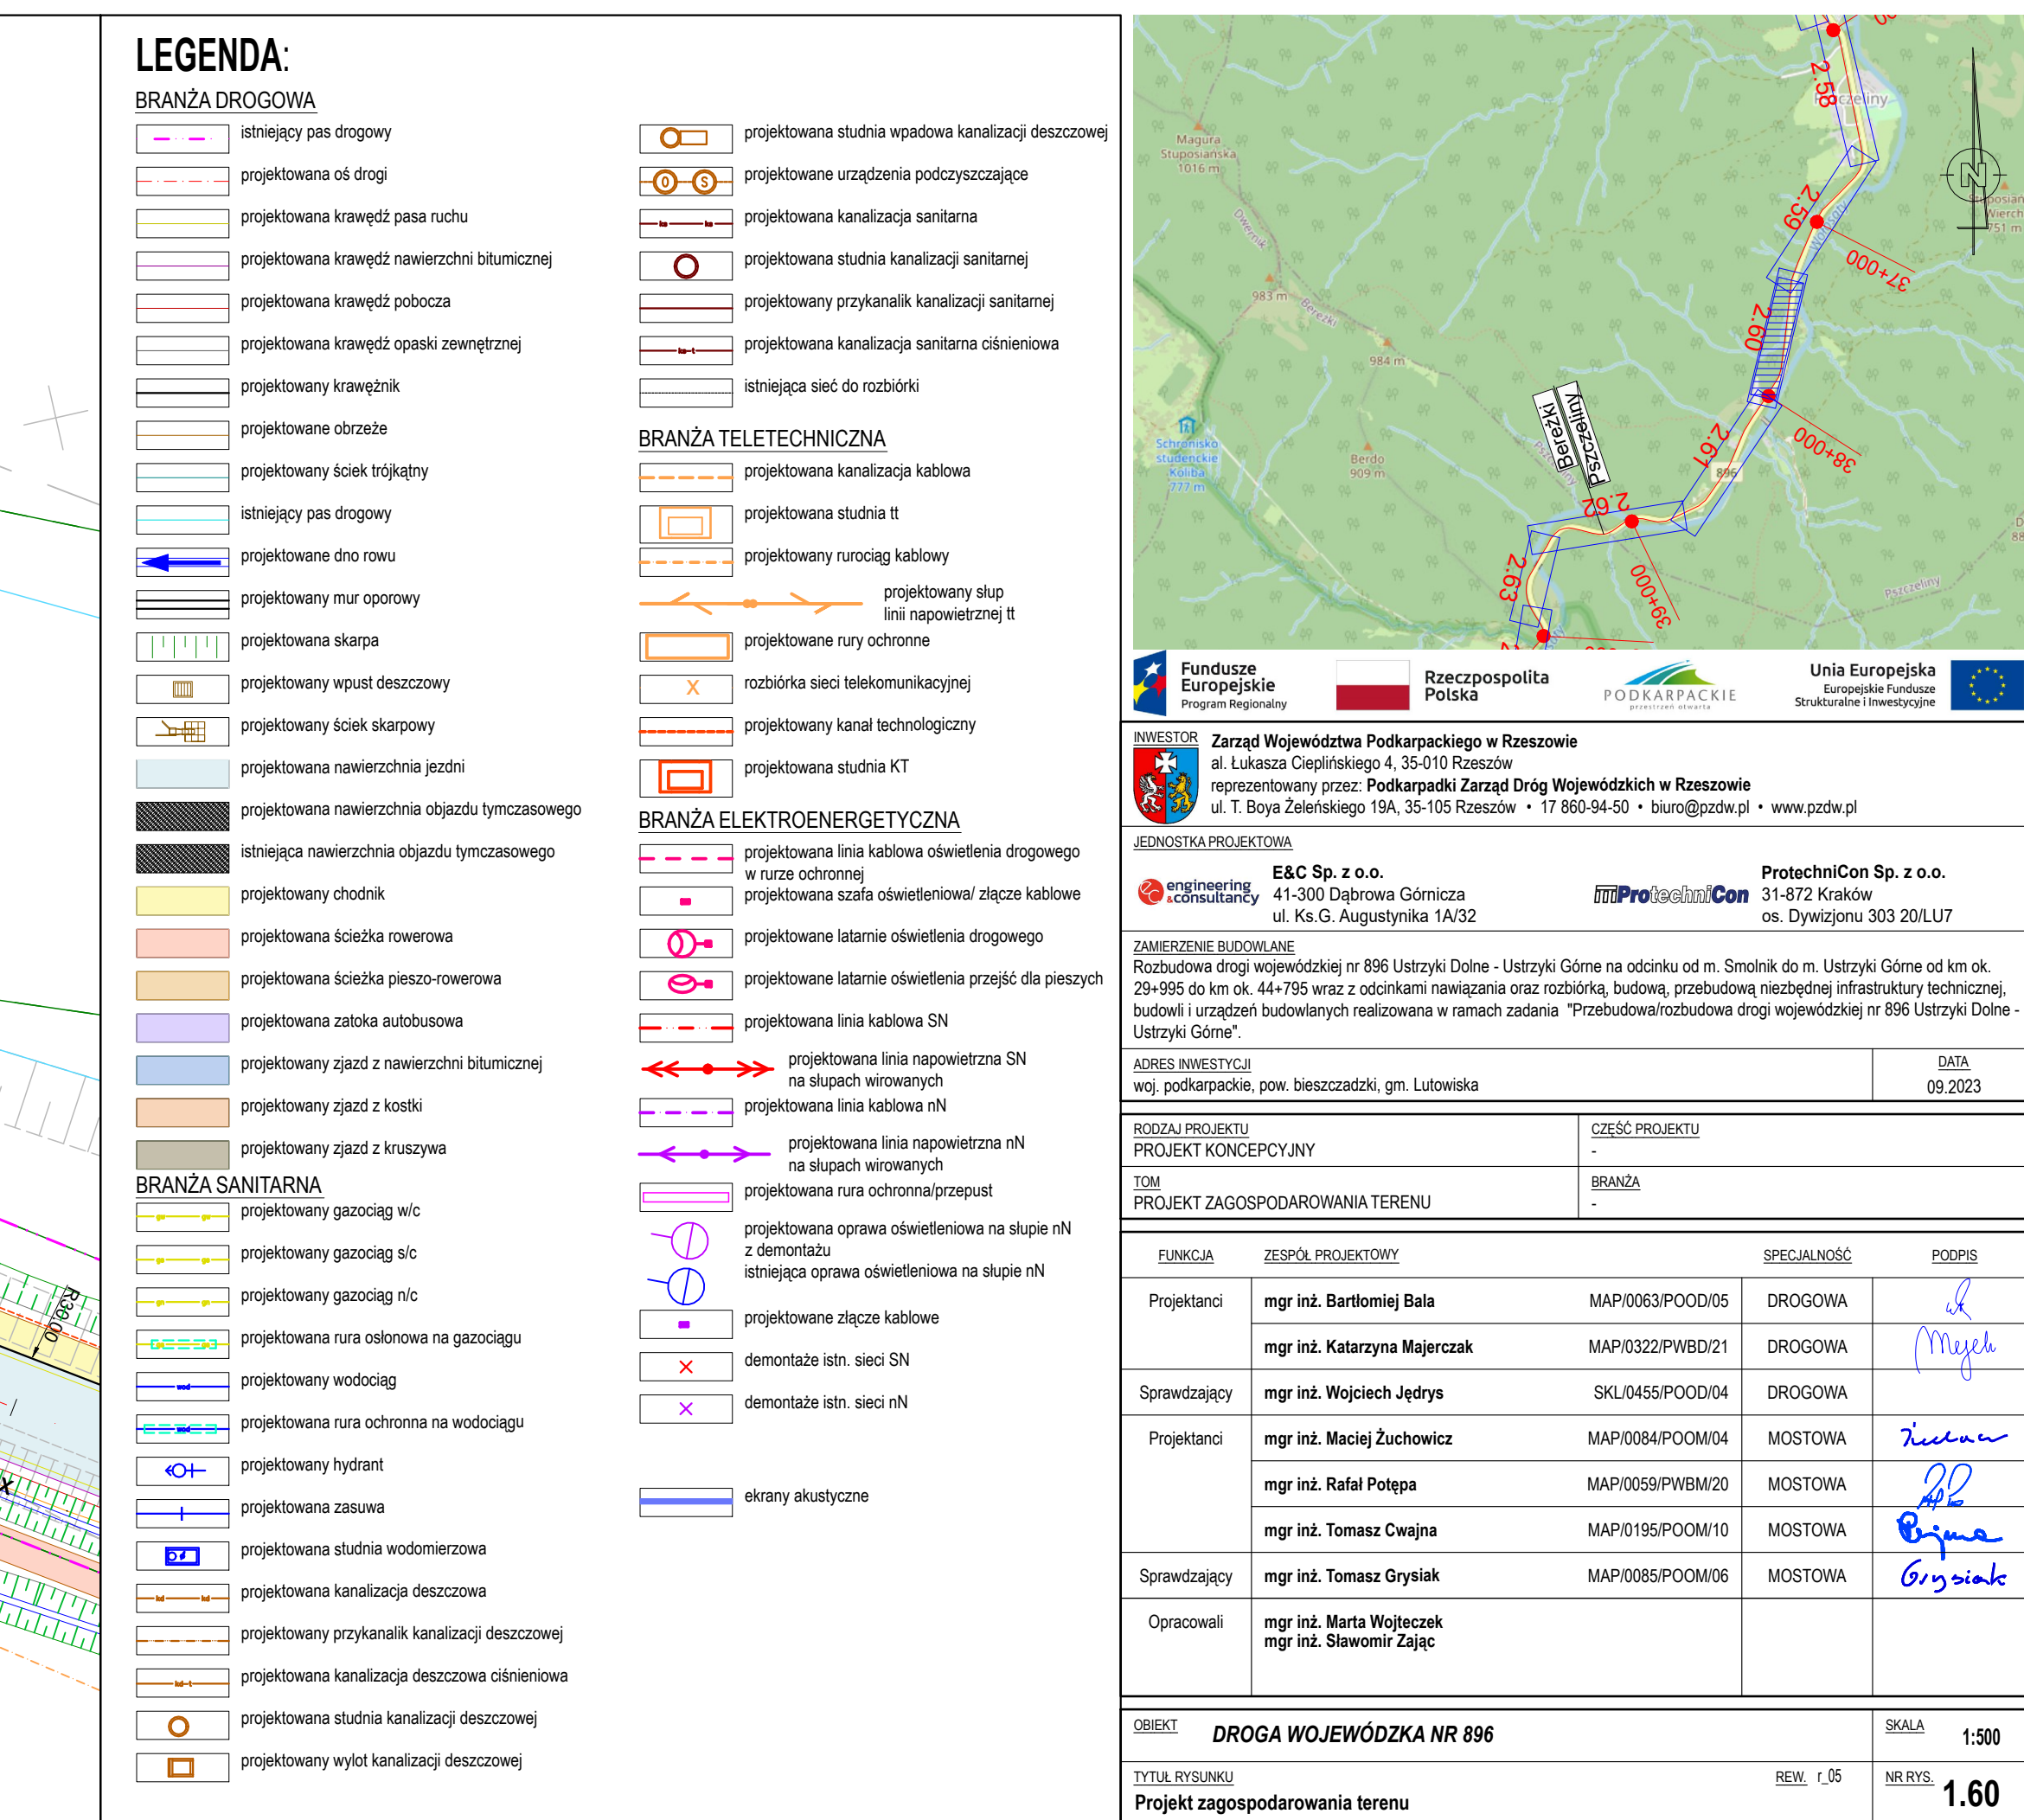 LEGENDA:
BRANŻA DROGOWA
istniejący pas drogowy
projektowana oś drogi
projektowana krawędź pasa ruchu
projektowana krawędź nawierzchni bitumicznej
projektowana krawędź pobocza
projektowana krawędź opaski zewnętrznej
projektowany krawężnik
projektowane obrzeże
projektowany ściek trójkątny
istniejący pas drogowy
projektowane dno rowu
projektowany mur oporowy
projektowana skarpa
projektowany wpust deszczowy
projektowany ściek skarpowy
projektowana nawierzchnia jezdni
projektowana nawierzchnia objazdu tymczasowego
istniejąca nawierzchnia objazdu tymczasowego
projektowany chodnik
projektowana ścieżka rowerowa
projektowana ścieżka pieszo-rowerowa
projektowana zatoka autobusowa
projektowany zjazd z nawierzchni bitumicznej
projektowany zjazd z kostki
projektowany zjazd z kruszywa
BRANŻA SANITARNA
projektowany gazociąg w/c
projektowany gazociąg s/c
projektowany gazociąg n/c
projektowana rura osłonowa na gazociągu
projektowany wodociąg
wod
projektowana rura ochronna na wodociągu
wod
projektowany hydrant
projektowana zasuwa
projektowana studnia wodomierzowa
projektowana kanalizacja deszczowa
kd kd
projektowany przykanalik kanalizacji deszczowej
projektowana kanalizacja deszczowa ciśnieniowa
kd-t
projektowana studnia kanalizacji deszczowej
projektowany wylot kanalizacji deszczowej
R30.00
X
projektowana studnia wpadowa kanalizacji deszczowej
O S
projektowane urządzenia podczyszczające
ks ks
projektowana kanalizacja sanitarna
projektowana studnia kanalizacji sanitarnej
projektowany przykanalik kanalizacji sanitarnej
ks-t
projektowana kanalizacja sanitarna ciśnieniowa
istniejąca sieć do rozbiórki
BRANŻA TELETECHNICZNA
projektowana kanalizacja kablowa
projektowana studnia tt
projektowany rurociąg kablowy
projektowany słup
linii napowietrznej tt
projektowane rury ochronne
X
rozbiórka sieci telekomunikacyjnej
projektowany kanał technologiczny
projektowana studnia KT
BRANŻA ELEKTROENERGETYCZNA
projektowana linia kablowa oświetlenia drogowego
w rurze ochronnej
projektowana szafa oświetleniowa/ złącze kablowe
projektowane latarnie oświetlenia drogowego
projektowane latarnie oświetlenia przejść dla pieszych
projektowana linia kablowa SN
projektowana linia napowietrzna SN
na słupach wirowanych
projektowana linia kablowa nN
projektowana linia napowietrzna nN
na słupach wirowanych
projektowana rura ochronna/przepust
projektowana oprawa oświetleniowa na słupie nN
z demontażu
istniejąca oprawa oświetleniowa na słupie nN
projektowane złącze kablowe
demontaże istn. sieci SN
demontaże istn. sieci nN
ekrany akustyczne
Magura
Stuposiańska
1016 m
Dwernik
983 m
Bereżki
984 m
Schronisko
studenckie
Koliba
777 m
Berdo
909 m
Pszczeliny
Bereżki
Pszczeliny
Pszczeliny
Wołosaty
N
751 m
896
2.58
2.59
2.60
2.61
2.62
2.63
37+000
38+000
39+000
Fundusze
Europejskie
Program Regionalny
Rzeczpospolita
Polska
PODKARPACKIE
przestrzeń otwarta
Unia Europejska
Europejskie Fundusze
Strukturalne i Inwestycyjne
INWESTOR
Zarząd Województwa Podkarpackiego w Rzeszowie
al. Łukasza Cieplińskiego 4, 35-010 Rzeszów
reprezentowany przez: Podkarpadki Zarząd Dróg Wojewódzkich w Rzeszowie
ul. T. Boya Żeleńskiego 19A, 35-105 Rzeszów • 17 860-94-50 • biuro@pzdw.pl • www.pzdw.pl
JEDNOSTKA PROJEKTOWA
engineering
&consultancy
E&C Sp. z o.o.
41-300 Dąbrowa Górnicza
ul. Ks.G. Augustynika 1A/32
ProtechniCon
ProtechniCon Sp. z o.o.
31-872 Kraków
os. Dywizjonu 303 20/LU7
ZAMIERZENIE BUDOWLANE
Rozbudowa drogi wojewódzkiej nr 896 Ustrzyki Dolne - Ustrzyki Górne na odcinku od m. Smolnik do m. Ustrzyki Górne od km ok.
29+995 do km ok. 44+795 wraz z odcinkami nawiązania oraz rozbiórką, budową, przebudową niezbędnej infrastruktury technicznej,
budowli i urządzeń budowlanych realizowana w ramach zadania "Przebudowa/rozbudowa drogi wojewódzkiej nr 896 Ustrzyki Dolne -
Ustrzyki Górne".
ADRES INWESTYCJI
woj. podkarpackie, pow. bieszczadzki, gm. Lutowiska
DATA
09.2023
RODZAJ PROJEKTU
PROJEKT KONCEPCYJNY
CZĘŚĆ PROJEKTU
-
TOM
PROJEKT ZAGOSPODAROWANIA TERENU
BRANŻA
-
FUNKCJA ZESPÓŁ PROJEKTOWY SPECJALNOŚĆ PODPIS
Projektanci mgr inż. Bartłomiej Bala MAP/0063/POOD/05 DROGOWA
mgr inż. Katarzyna Majerczak MAP/0322/PWBD/21 DROGOWA
Sprawdzający mgr inż. Wojciech Jędrys SKL/0455/POOD/04 DROGOWA
Projektanci mgr inż. Maciej Żuchowicz MAP/0084/POOM/04 MOSTOWA
mgr inż. Rafał Potępa MAP/0059/PWBM/20 MOSTOWA
mgr inż. Tomasz Cwajna MAP/0195/POOM/10 MOSTOWA
Sprawdzający mgr inż. Tomasz Grysiak MAP/0085/POOM/06 MOSTOWA Grysiak
Opracowali mgr inż. Marta Wojteczek
mgr inż. Sławomir Zając
OBIEKT DROGA WOJEWÓDZKA NR 896
SKALA 1:500
TYTUŁ RYSUNKU
Projekt zagospodarowania terenu
REW. r_05
NR RYS. 1.60